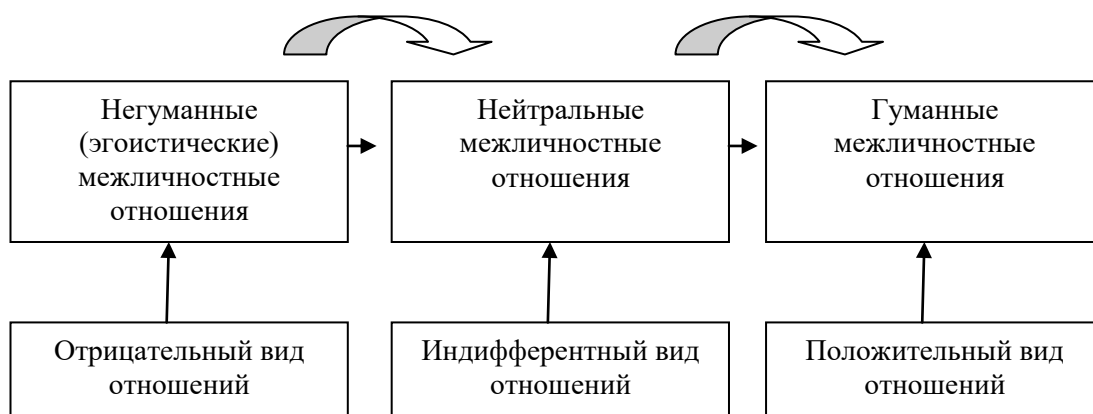 Негуманные
(эгоистические)
межличностные
отношения
Нейтральные
межличностные
отношения
Гуманные
межличностные
отношения
Отрицательный вид
отношений
Индифферентный вид
отношений
Положительный вид
отношений